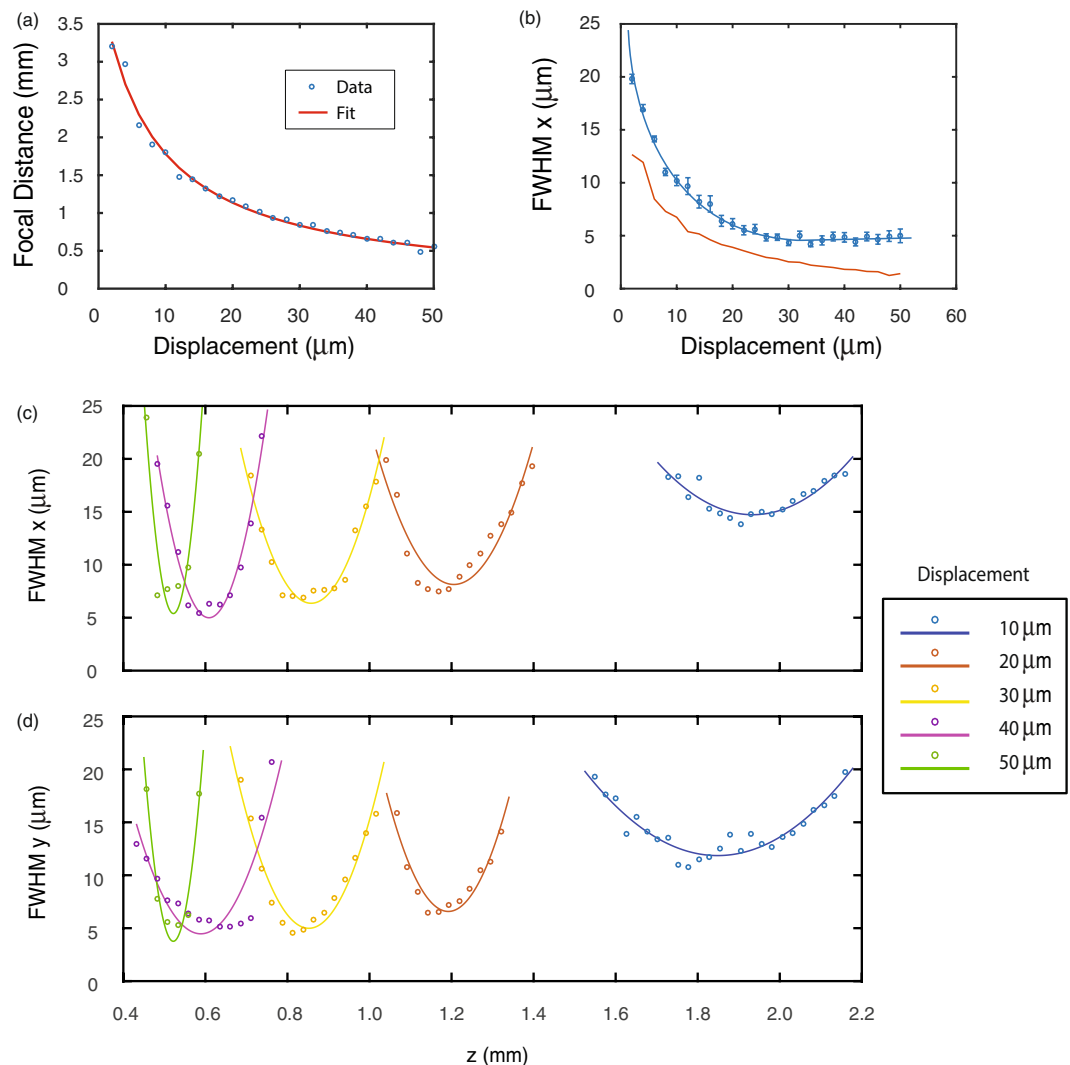 (a)
3.5
3
2.5
2
1.5
1
0.5
0
Focal Distance (mm)
Data
Fit
0 10 20 30 40 50
Displacement (μm)
(b)
25
20
15
10
5
0
FWHM x (μm)
0 10 20 30 40 50 60
Displacement (μm)
(c)
25
20
15
10
5
0
FWHM x (μm)
(d)
25
20
15
10
5
0
FWHM y (μm)
0.4 0.6 0.8 1.0 1.2 1.4 1.6 1.8 2.0 2.2
z (mm)
Displacement
10 μm
20 μm
30 μm
40 μm
50 μm